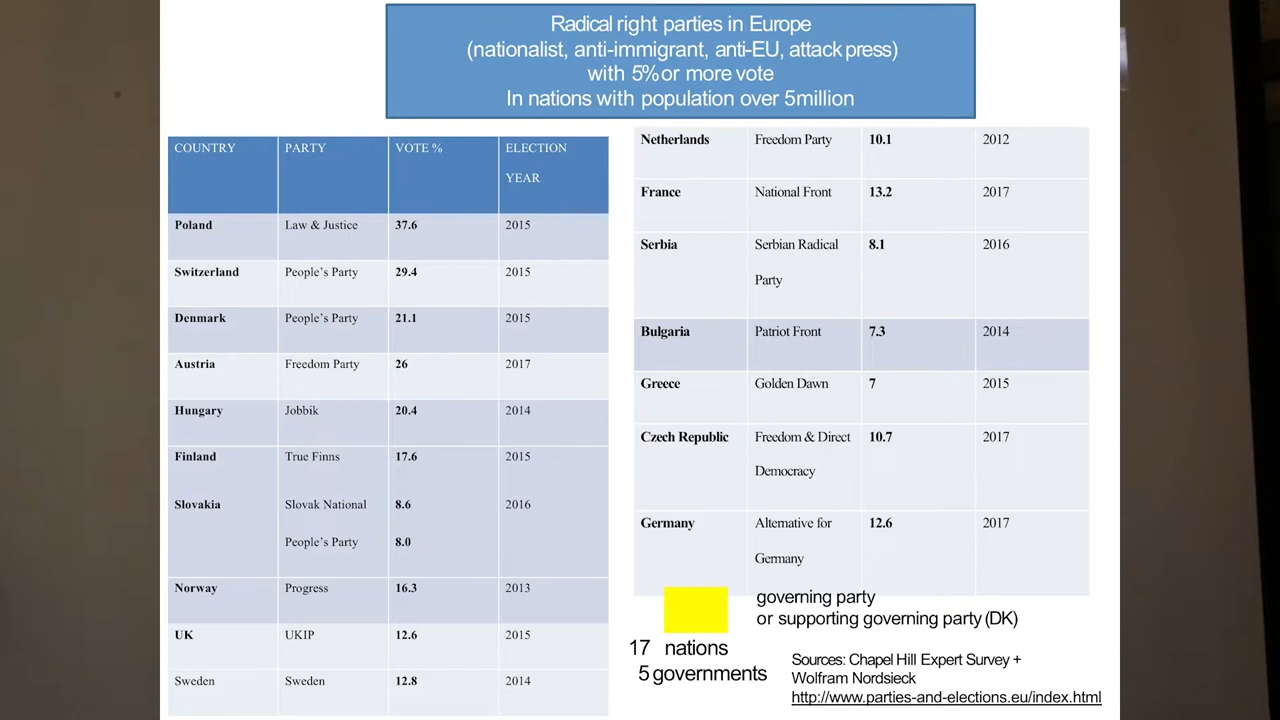 Radical right parties in Europe
(nationalist, anti-immigrant, anti-EU, attack press)
with 5% or more vote
In nations with population over 5million
COUNTRY PARTY VOTE % ELECTION
YEAR
Poland Law & Justice 37.6 2015
Switzerland People's Party 29.4 2015
Denmark People's Party 21.1 2015
Austria Freedom Party 26 2017
Hungary Jobbik 20.4 2014
Finland True Finns 17.6 2015
Slovakia Slovak National 8.6 2016
People's Party 8.0
Norway Progress 16.3 2013
UK UKIP 12.6 2015
Sweden Sweden 12.8 2014
Netherlands Freedom Party 10.1 2012
France National Front 13.2 2017
Serbia Serbian Radical 8.1 2016
Party
Bulgaria Patriot Front 7.3 2014
Greece Golden Dawn 7 2015
Czech Republic Freedom & Direct 10.7 2017
Democracy
Germany Alternative for 12.6 2017
Germany
governing party
or supporting governing party (DK)
17 nations
5 governments
Sources: Chapel Hill Expert Survey +
Wolfram Nordsieck
http://www.parties-and-elections.eu/index.html